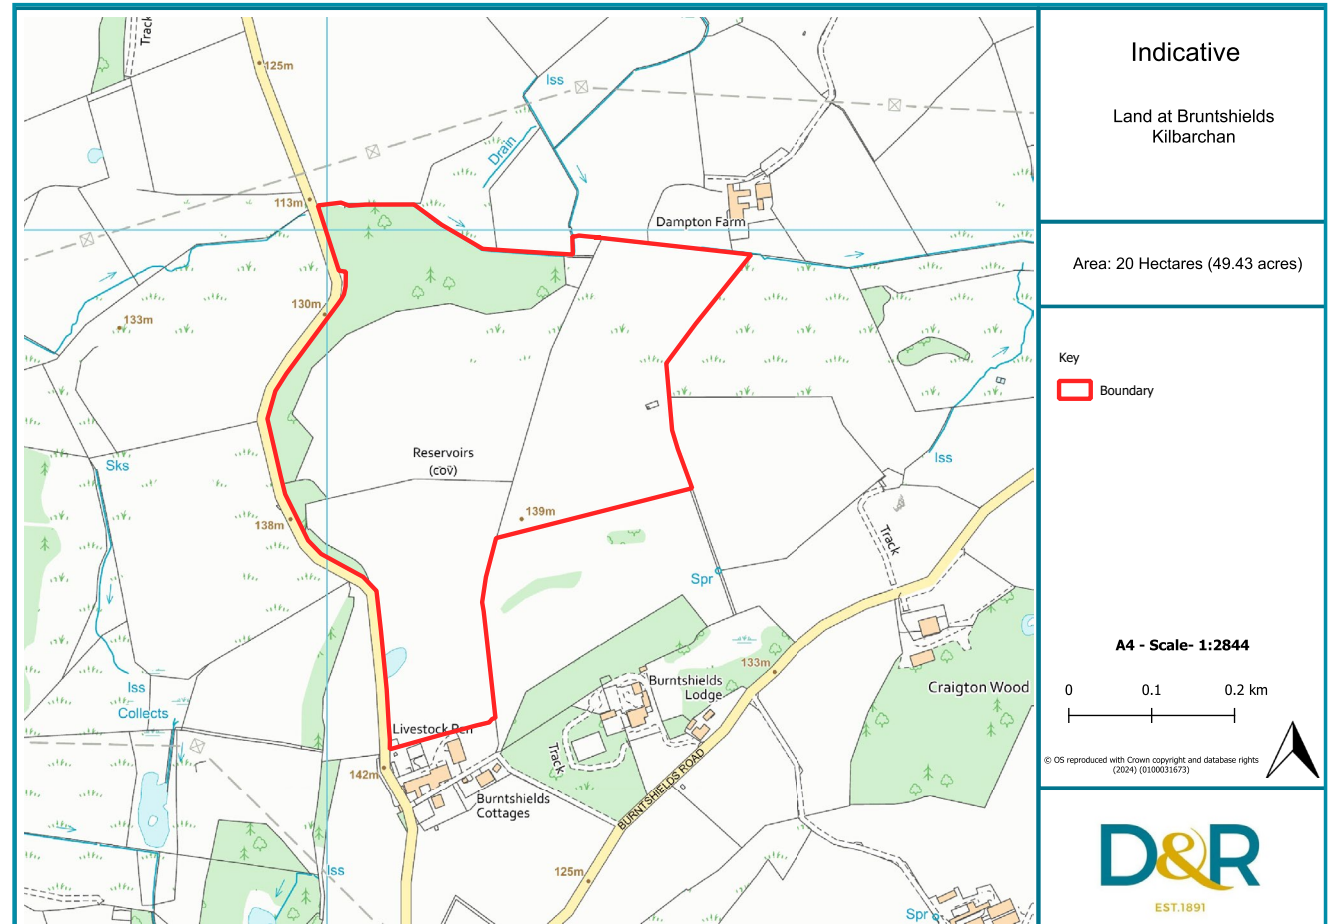 Track
125m
Iss
Drain
113m
Dampton Farm
130m
133m
Reservoirs
(cov)
Sks
Iss
139m
138m
Track
Spr
133m
Iss
Collects
Burntshields
Lodge
Craigton Wood
Livestock Pen
Track
142m
BURNTSHIELDS ROAD
Burntshields
Cottages
125m
Iss
Spr
Indicative
Land at Bruntshields
Kilbarchan
Area: 20 Hectares (49.43 acres)
Key
Boundary
A4 - Scale- 1:2844
0 0.1 0.2 km
© OS reproduced with Crown copyright and database rights
(2024) (0100031673)
D&R
EST.1891